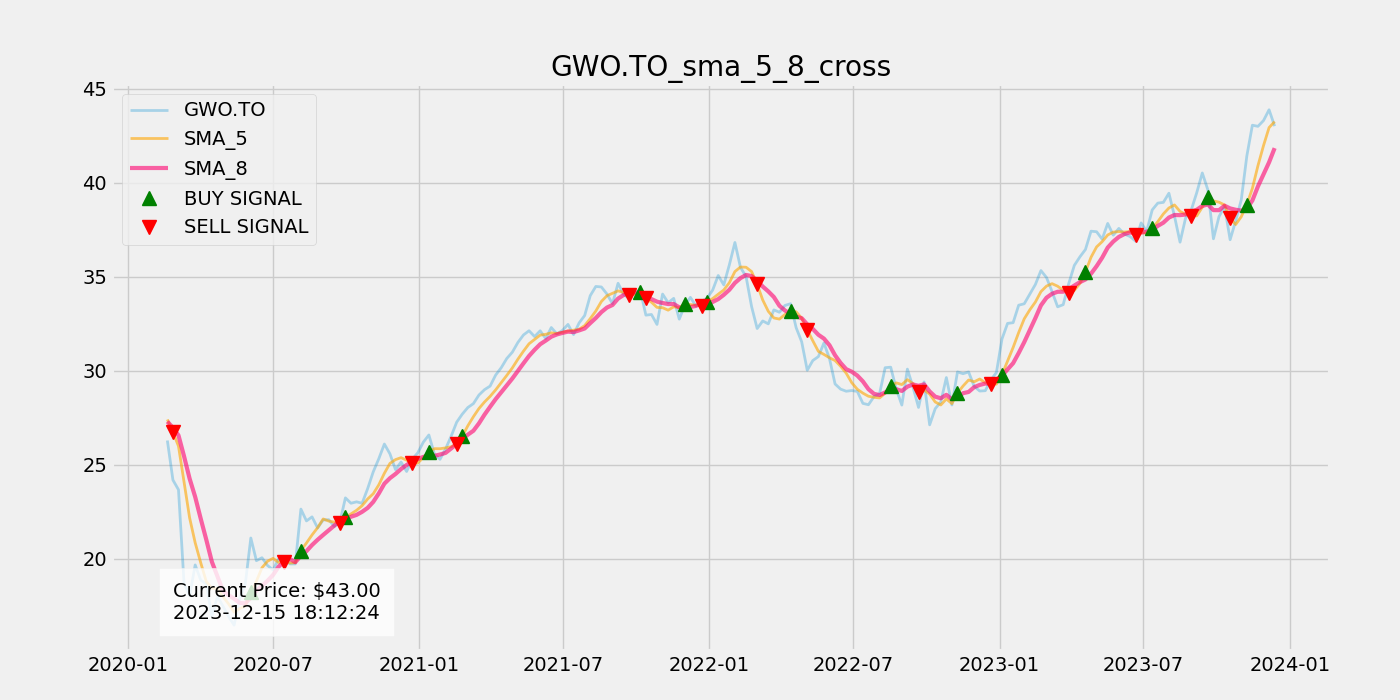 GWO.TO_sma_5_8_cross
45
40
35
30
25
20
GWO.TO
SMA_5
SMA_8
BUY SIGNAL
SELL SIGNAL
Current Price: $43.00
2023-12-15 18:12:24
2020-01 2020-07 2021-01 2021-07 2022-01 2022-07 2023-01 2023-07 2024-01